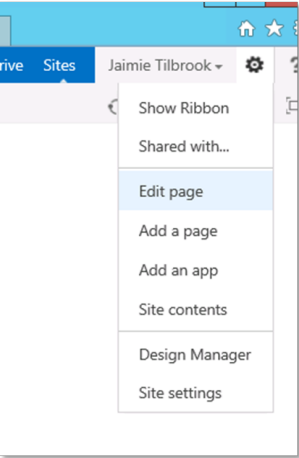 Sites Jaimie Tilbrook
Show Ribbon
Shared with...
Edit page
Add a page
Add an app
Site contents
Design Manager
Site settings